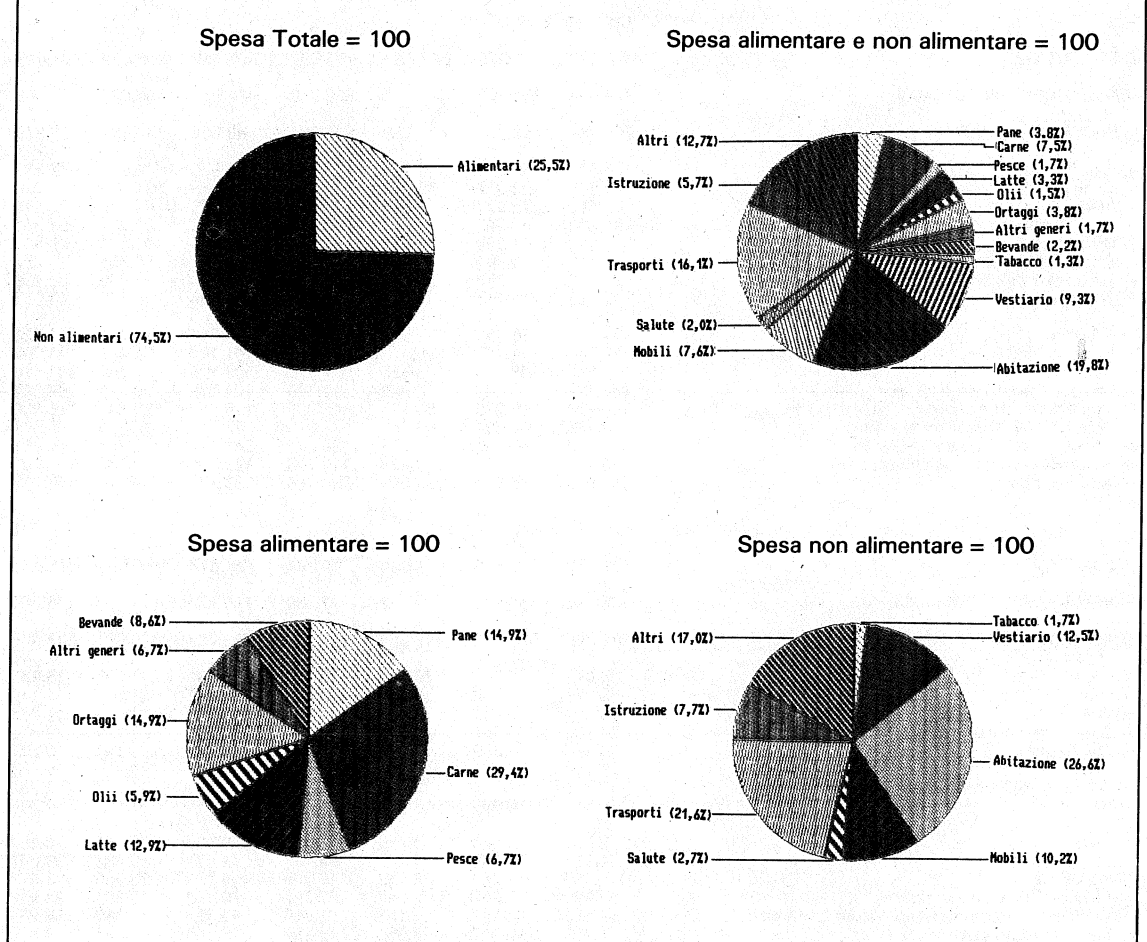 Spesa Totale = 100
Alimentari (25,5%)
Non alimentari (74,5%)
Spesa alimentare e non alimentare = 100
Pane (3.8%)
Carne (7,5%)
Pesce (1,7%)
Latte (3,3%)
Olii (1,5%)
Ortaggi (3,8%)
Altri generi (1,7%)
Bevande (2,2%)
Tabacco (1,3%)
Vestiario (9,3%)
Abitazione (19,8%)
Mobili (7,6%)
Salute (2,0%)
Trasporti (16,1%)
Istruzione (5,7%)
Altri (12,7%)
Spesa alimentare = 100
Pane (14,9%)
Carne (29,4%)
Pesce (6,7%)
Latte (12,9%)
Olii (5,9%)
Ortaggi (14,9%)
Altri generi (6,7%)
Bevande (8,6%)
Spesa non alimentare = 100
Tabacco (1,7%)
Vestiario (12,5%)
Abitazione (26,6%)
Mobili (10,2%)
Salute (2,7%)
Trasporti (21,6%)
Istruzione (7,7%)
Altri (17,0%)